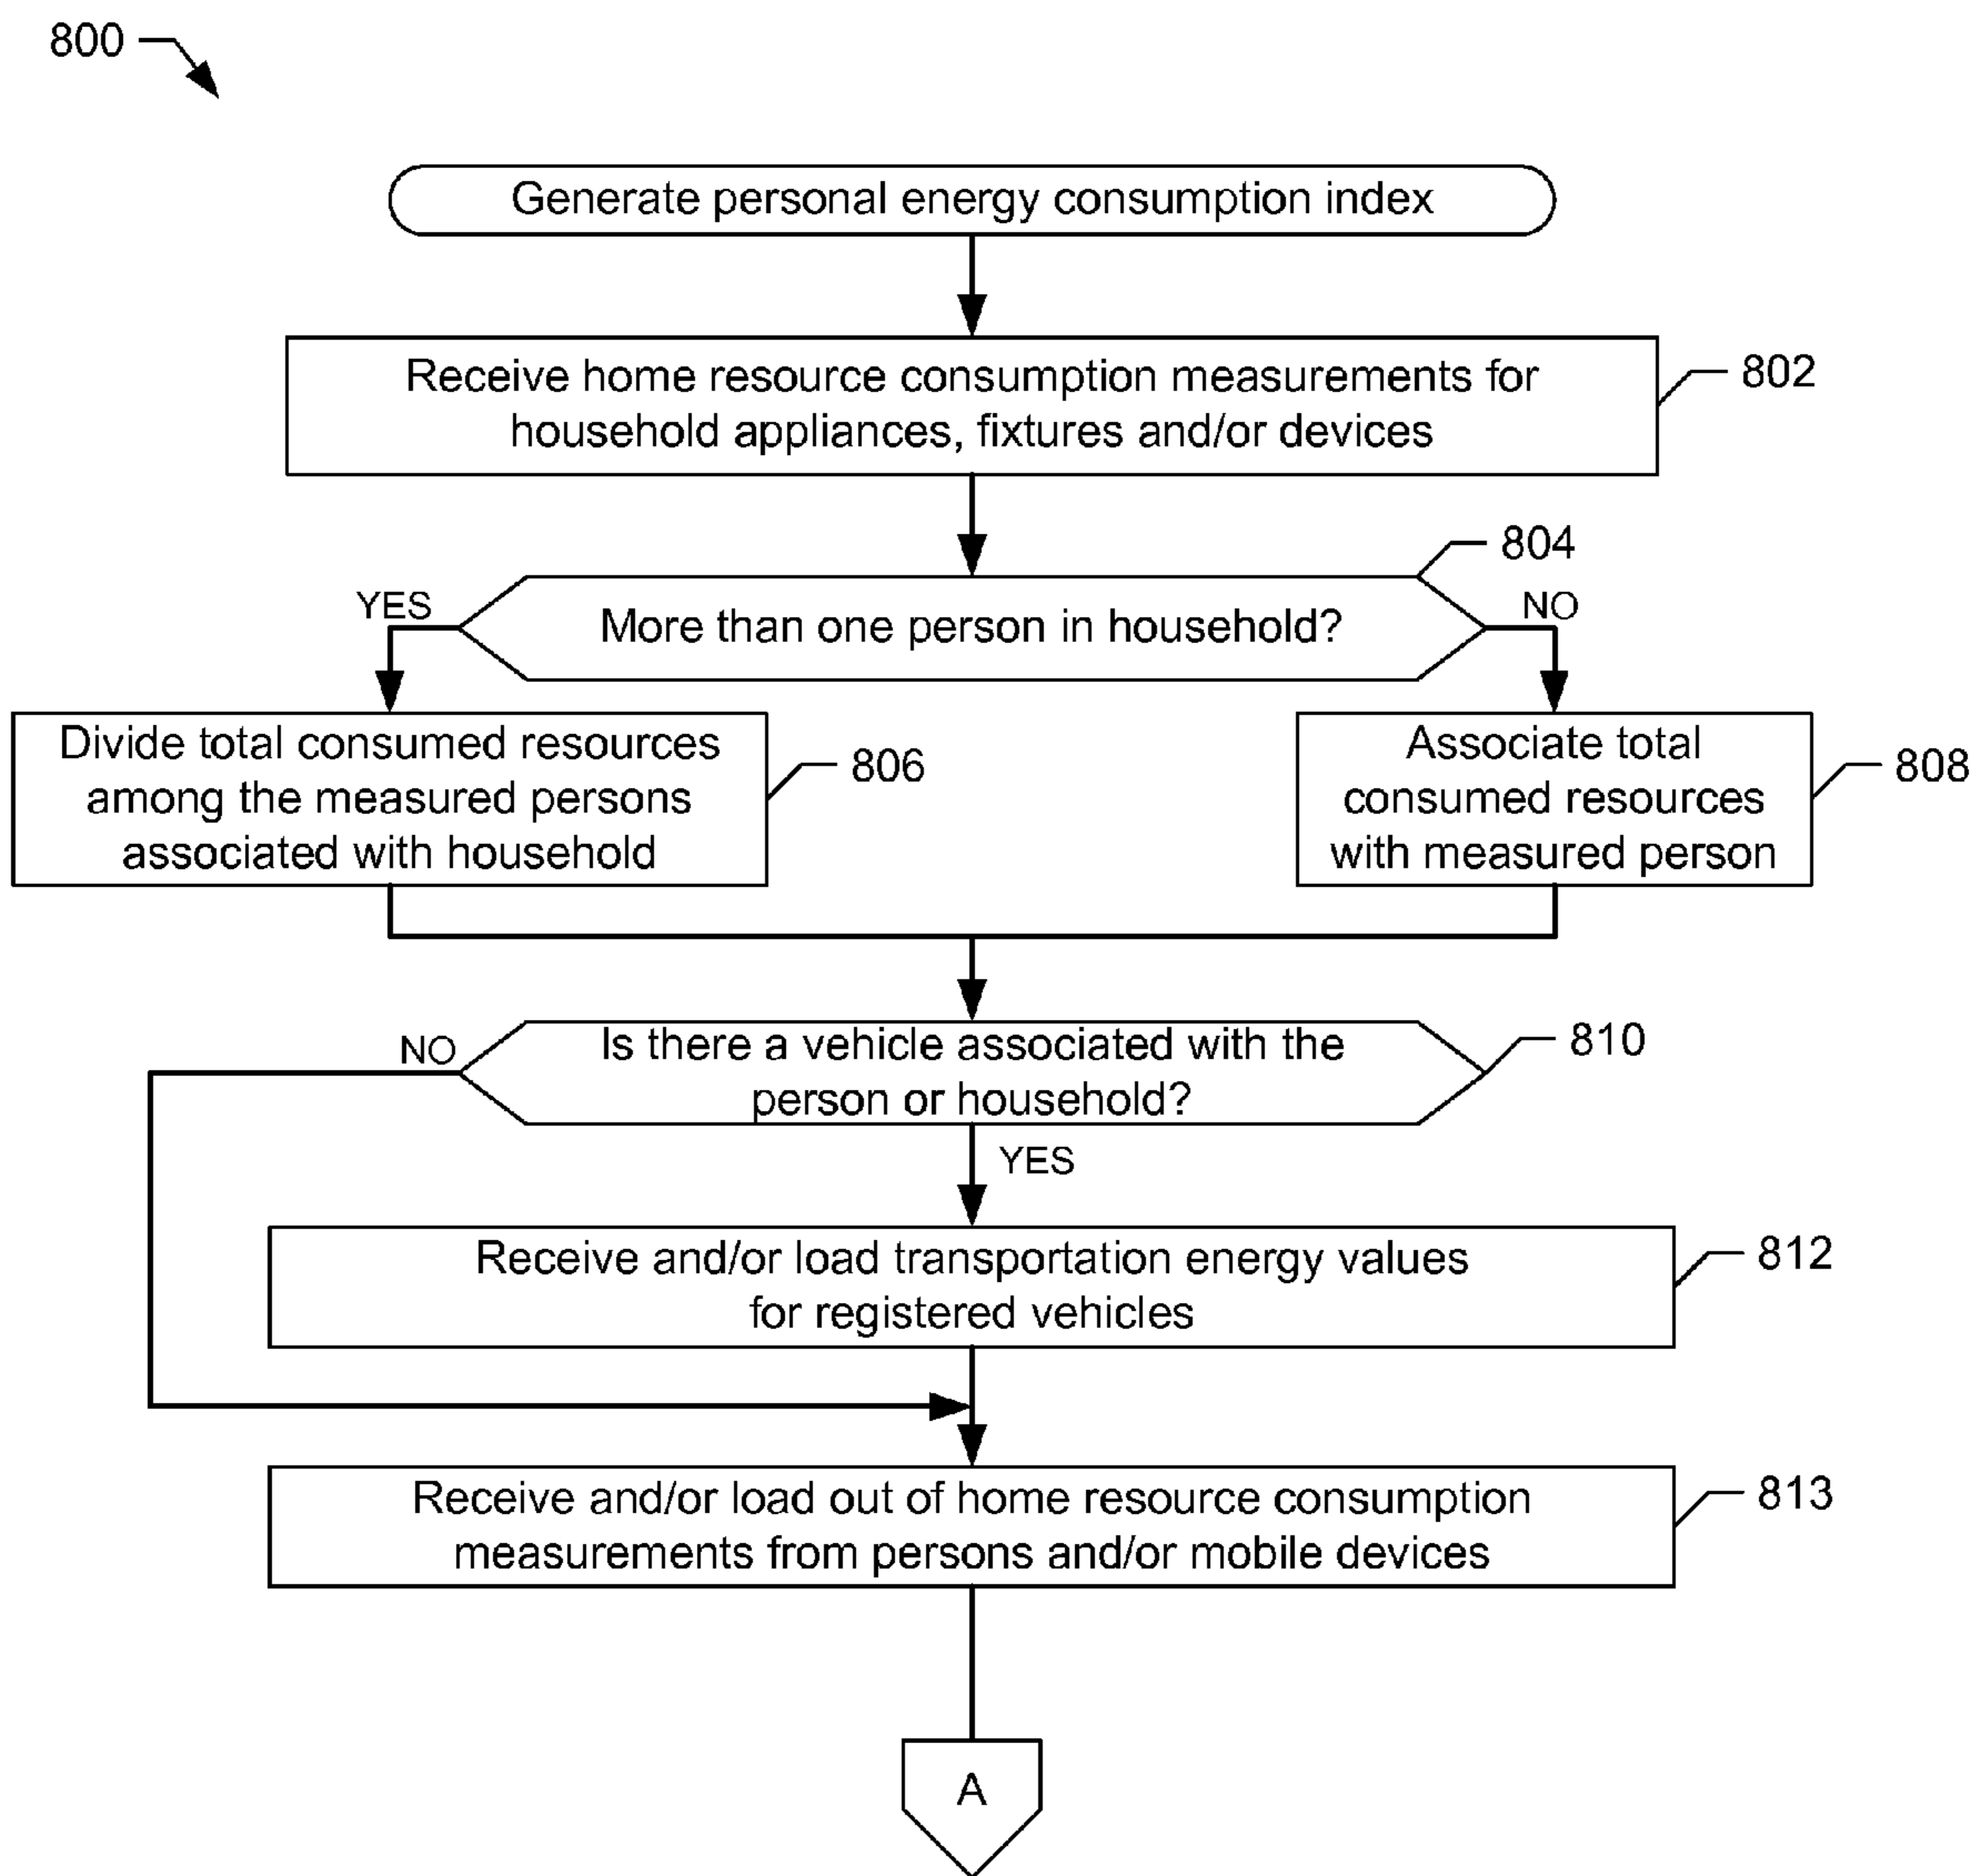 800
Generate personal energy consumption index
Receive home resource consumption measurements for
household appliances, fixtures and/or devices
802
804
YES
More than one person in household?
NO
Divide total consumed resources
among the measured persons
associated with household
806
Associate total
consumed resources
with measured person
808
NO
Is there a vehicle associated with the
person or household?
810
YES
Receive and/or load transportation energy values
for registered vehicles
812
Receive and/or load out of home resource consumption
measurements from persons and/or mobile devices
813
A